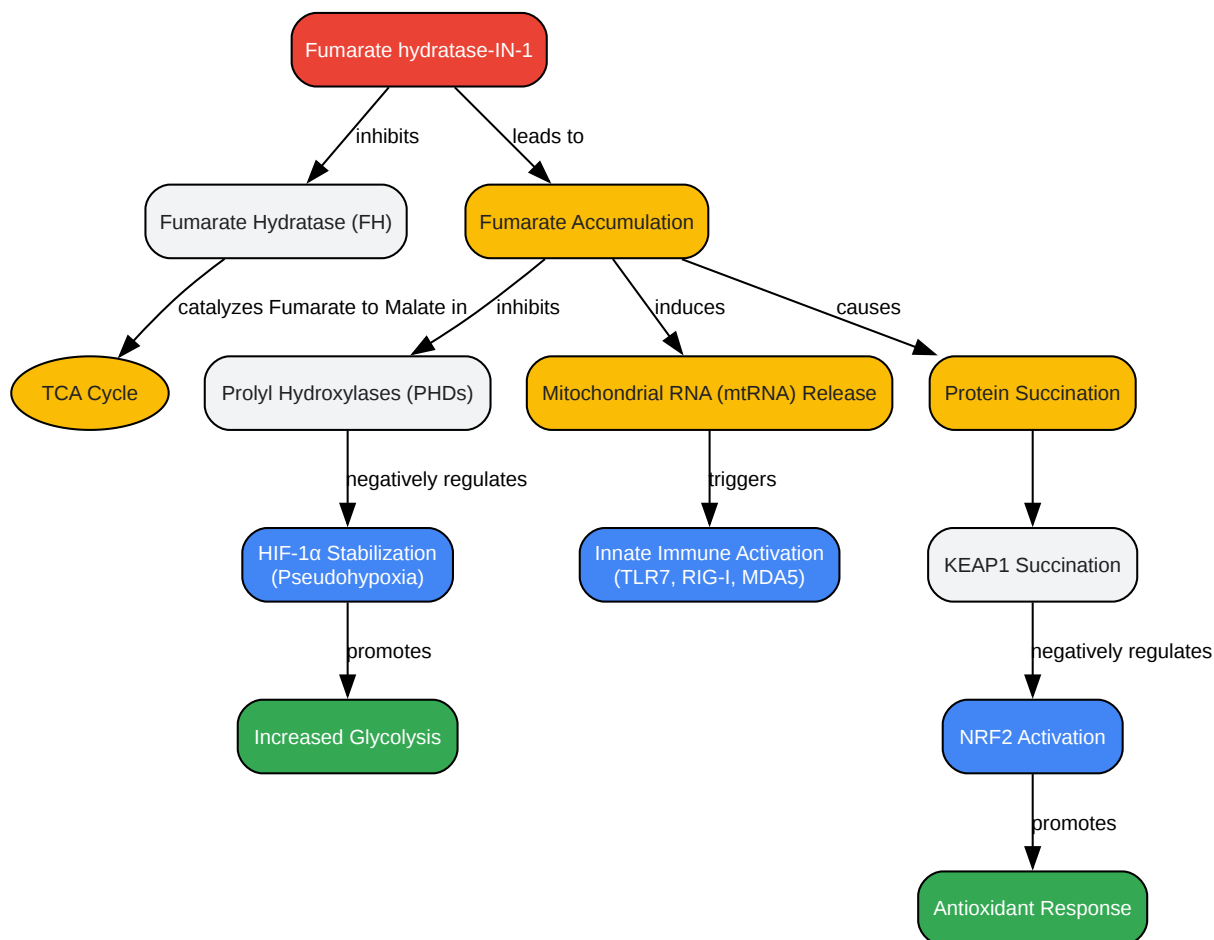 Fumarate hydratase-IN-1
inhibits
leads to
Fumarate Hydratase (FH)
Fumarate Accumulation
catalyzes Fumarate to Malate in
inhibits
induces
causes
TCA Cycle
Prolyl Hydroxylases (PHDs)
Mitochondrial RNA (mtRNA) Release
Protein Succination
negatively regulates
triggers
HIF-1α Stabilization
(Pseudohypoxia)
Innate Immune Activation
(TLR7, RIG-I, MDA5)
KEAP1 Succination
promotes
negatively regulates
Increased Glycolysis
NRF2 Activation
promotes
Antioxidant Response